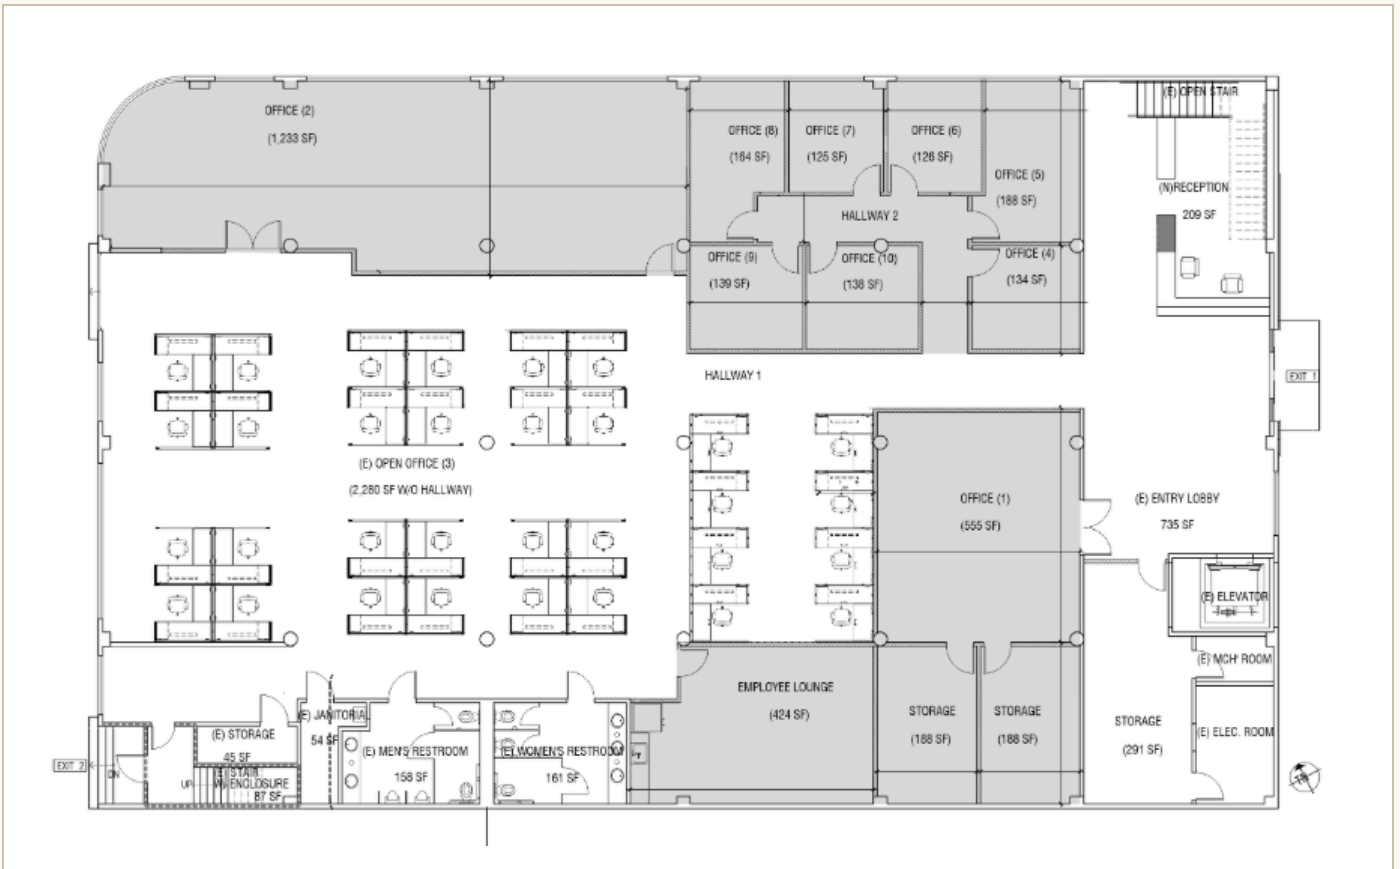 OFFICE (2)
(1,233 SF)
OFFICE (8)
(164 SF)
OFFICE (7)
(125 SF)
OFFICE (6)
(126 SF)
OFFICE (5)
(188 SF)
(E) OPEN STAIR
(N)RECEPTION
209 SF
HALLWAY 2
OFFICE (9)
(139 SF)
OFFICE (10)
(138 SF)
OFFICE (4)
(134 SF)
HALLWAY 1
EXIT 1
(E) OPEN OFFICE (3)
(2,280 SF W/O HALLWAY)
OFFICE (1)
(555 SF)
(E) ENTRY LOBBY
735 SF
(E) ELEVATOR
(E) MCH' ROOM
EMPLOYEE LOUNGE
(424 SF)
STORAGE
(188 SF)
STORAGE
(188 SF)
STORAGE
(291 SF)
(E) ELEC. ROOM
(E) JANITORIAL
54 SF
(E) STORAGE
45 SF
(E) MEN'S RESTROOM
158 SF
(E) WOMEN'S RESTROOM
161 SF
EXIT 2
DN
UP
(E) STAIR
W/ ENCLOSURE
87 SF